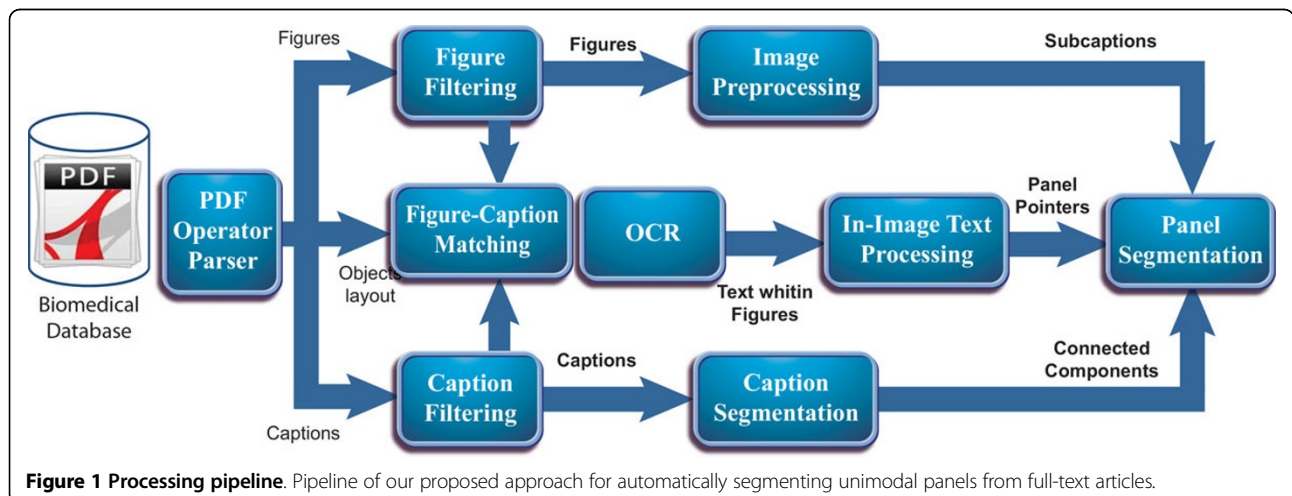 Figures
Figure
Filtering
Figures
Image
Preprocessing
Subcaptions
PDF
Biomedical
Database
PDF
Operator
Parser
Objects
layout
Figure-Caption
Matching
OCR
Text whitin
Figures
In-Image Text
Processing
Panel
Pointers
Panel
Segmentation
Captions
Caption
Filtering
Captions
Caption
Segmentation
Connected
Components
Figure 1 Processing pipeline. Pipeline of our proposed approach for automatically segmenting unimodal panels from full-text articles.